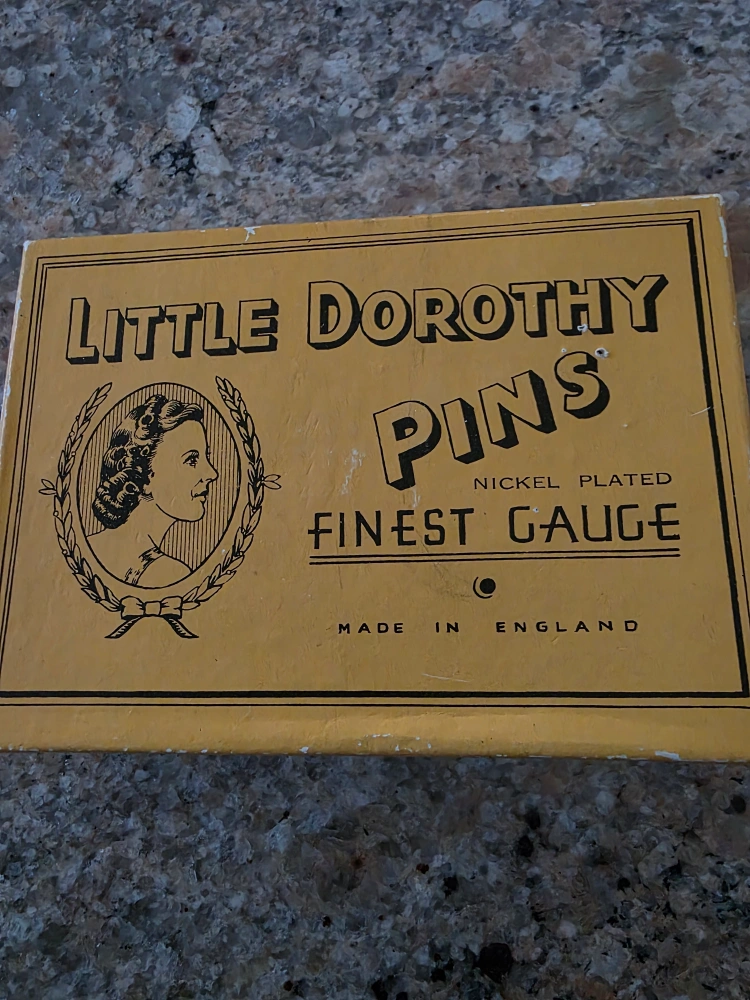 LITTLE DOROTHY
PINS
NICKEL PLATED
FINEST GAUGE
MADE IN ENGLAND